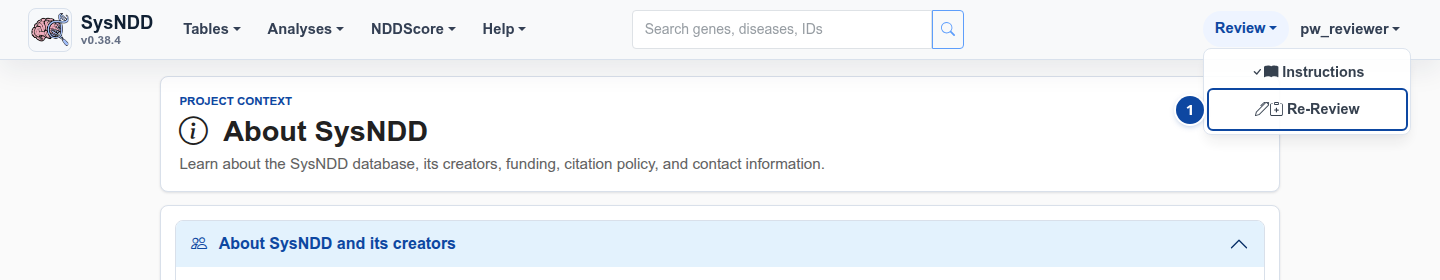 SysNDD
v0.38.4
Tables
Analyses
NDDScore
Help
Search genes, diseases, IDs
Review
pw_reviewer
Instructions
1
Re-Review
PROJECT CONTEXT
About SysNDD
Learn about the SysNDD database, its creators, funding, citation policy, and contact information.
About SysNDD and its creators